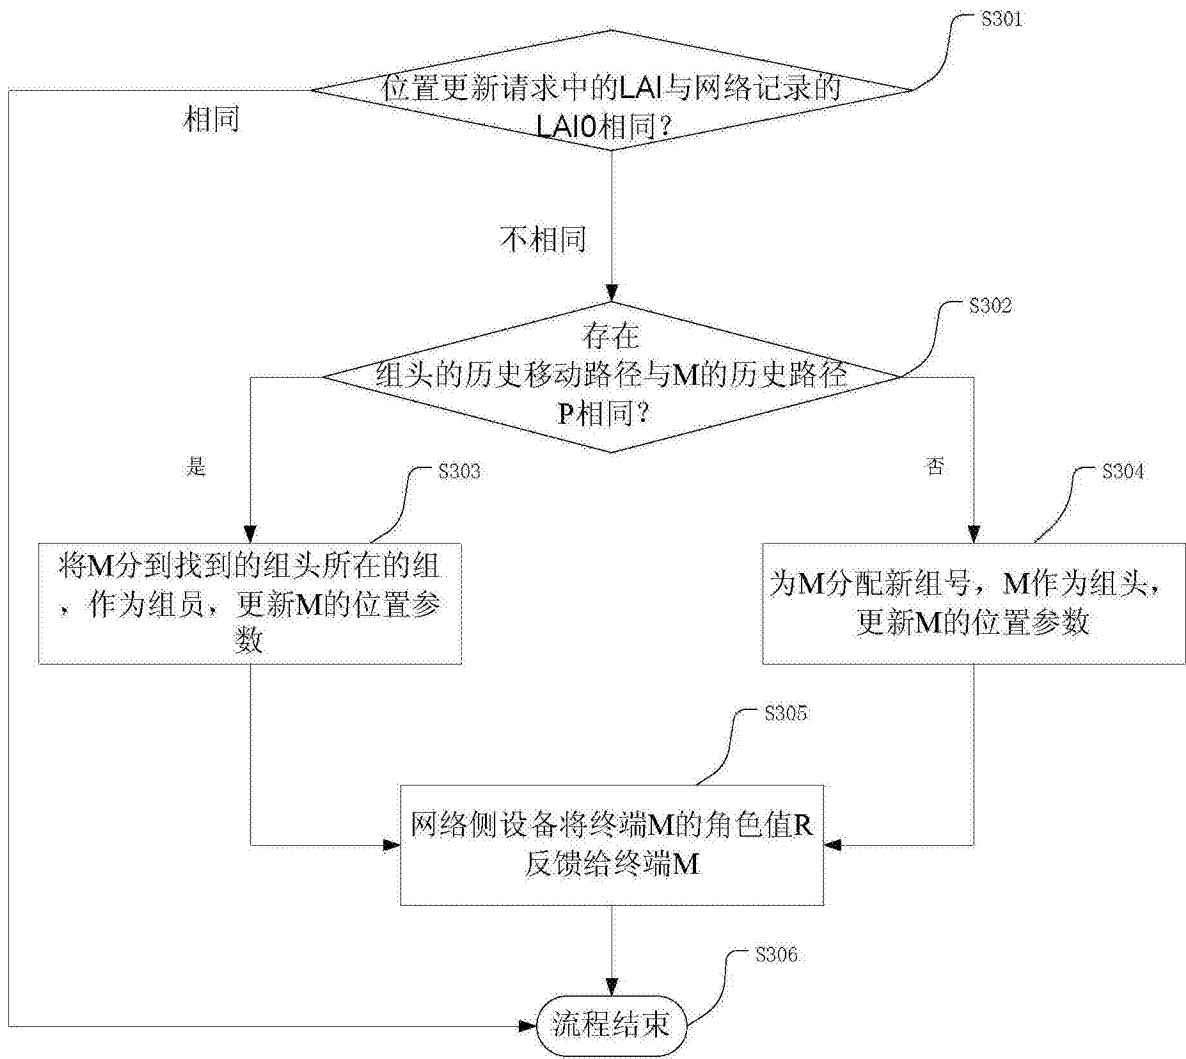 S301
位置更新请求中的LAI与网络记录的
LAI0相同？
相同
不相同
S302
存在
组头的历史移动路径与M的历史路径
P相同？
是
否
S303
S304
将M分到找到的组头所在的组
、作为组员，更新M的位置参
数
为M分配新组号，M作为组头，
更新M的位置参数
S305
网络侧设备将终端M的角色值R
反馈给终端M
S306
流程结束